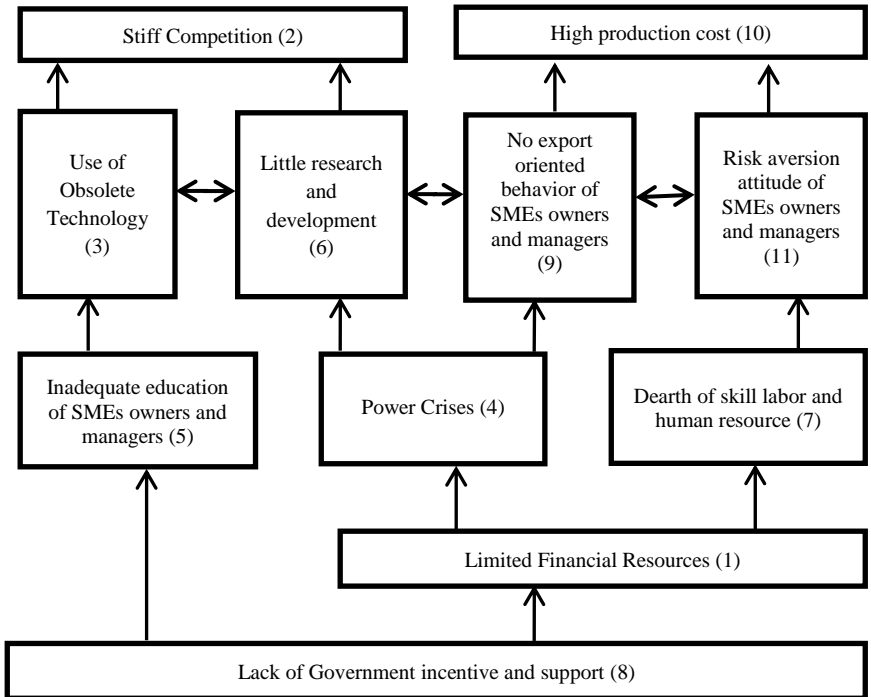 Stiff Competition (2)
High production cost (10)
Use of
Obsolete
Technology
(3)
Little research
and
development
(6)
No export
oriented
behavior of
SMEs owners
and managers
(9)
Risk aversion
attitude of
SMEs owners
and managers
(11)
Inadequate education
of SMEs owners and
managers (5)
Power Crises (4)
Dearth of skill labor and
human resource (7)
Limited Financial Resources (1)
Lack of Government incentive and support (8)